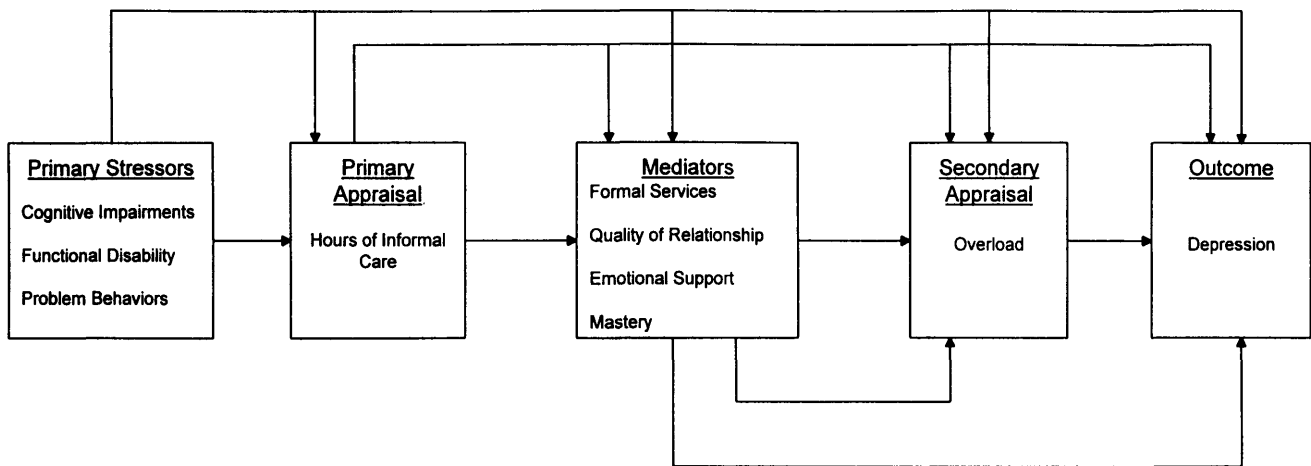 Primary Stressors
Cognitive Impairments
Functional Disability
Problem Behaviors
Primary
Appraisal
Hours of Informal
Care
Mediators
Formal Services
Quality of Relationship
Emotional Support
Mastery
Secondary
Appraisal
Overload
Outcome
Depression